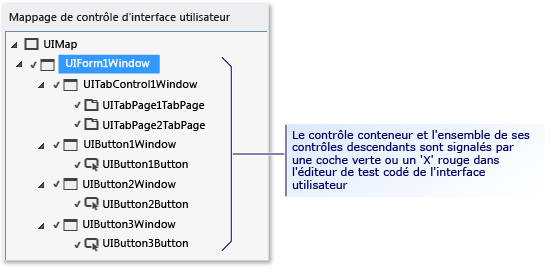 Mappage de contrôle d'interface utilisateur
UIMap
UIForm1Window
UITabControl1Window
UITabPage1TabPage
UITabPage2TabPage
UIButton1Window
UIButton1Button
UIButton2Window
UIButton2Button
UIButton3Window
UIButton3Button
Le contrôle conteneur et l'ensemble de ses
contrôles descendants sont signalés par
une coche verte ou un 'X' rouge dans
l'éditeur de test codé de l'interface
utilisateur